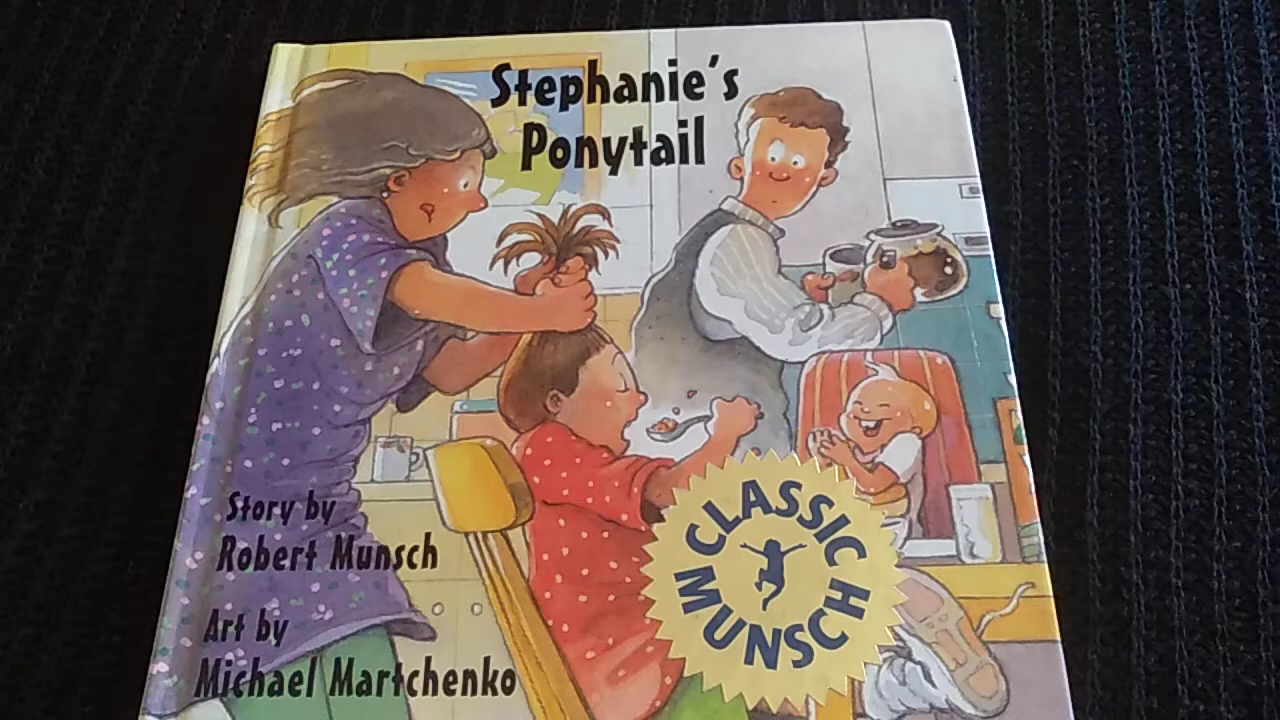 Stephanie's
Ponytail
Story by
Robert Munsch
Art by
Michael Martchenko
CLASSIC
MUNSCH